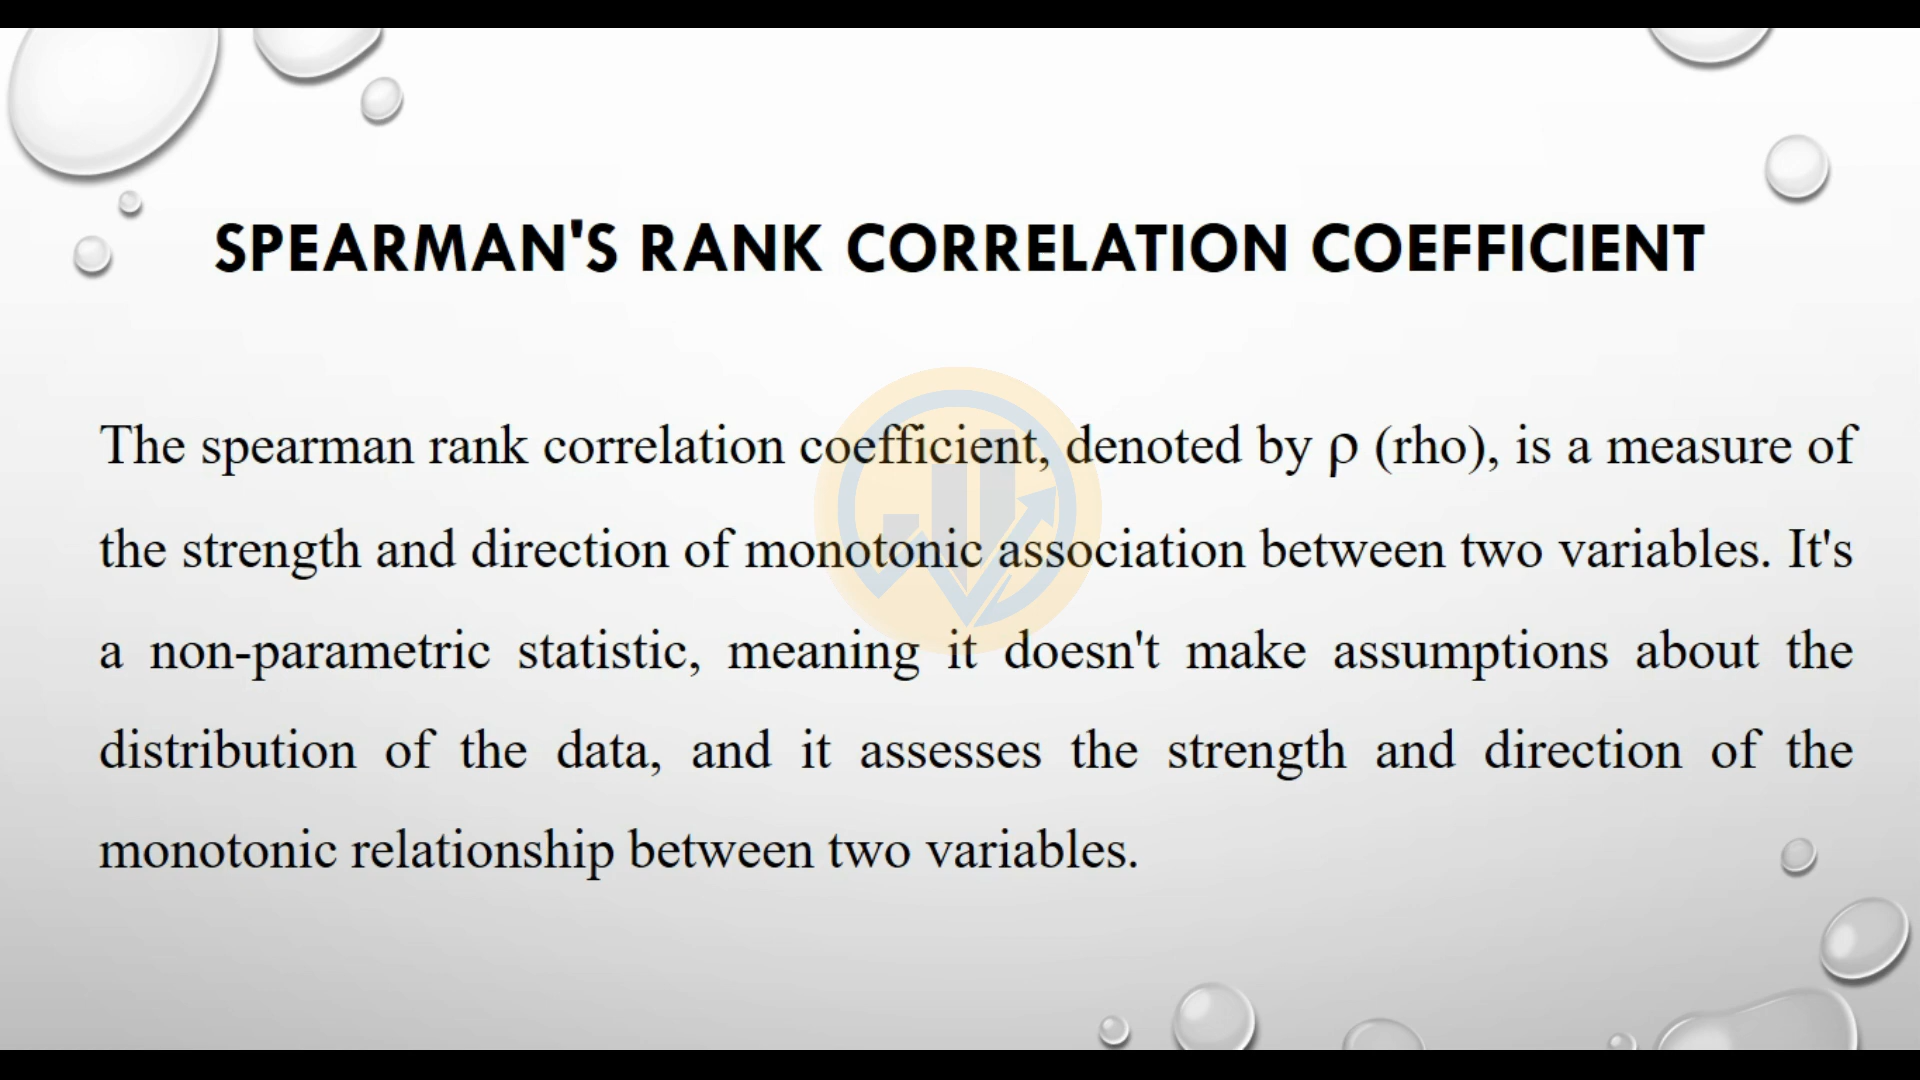 SPEARMAN'S RANK CORRELATION COEFFICIENT
The spearman rank correlation coefficient, denoted by ρ (rho), is a measure of
the strength and direction of monotonic association between two variables. It's
a non-parametric statistic, meaning it doesn't make assumptions about the
distribution of the data, and it assesses the strength and direction of the
monotonic relationship between two variables.